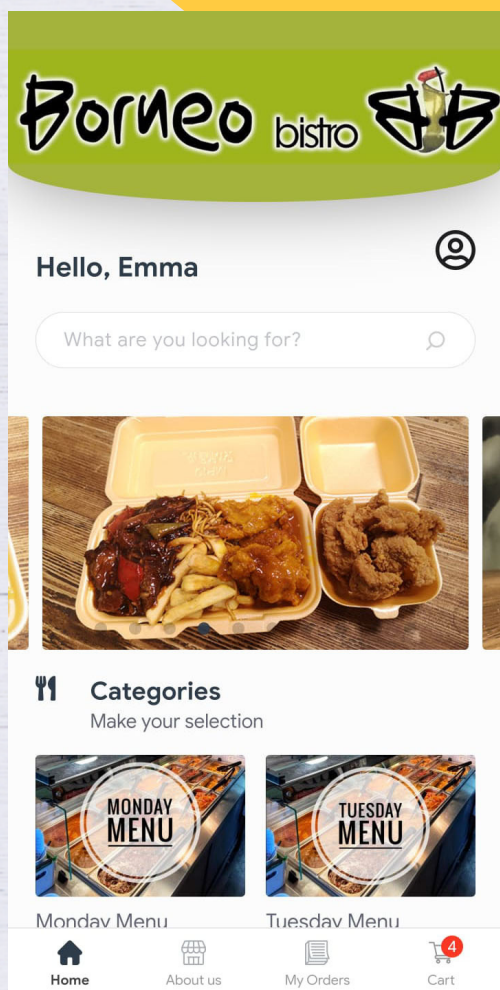 Borneo bistro BB
Hello, Emma
What are you looking for?
Categories
Make your selection
MONDAY
MENU
TUESDAY
MENU
Monday Menu
Tuesday Menu
Home
About us
My Orders
4
Cart